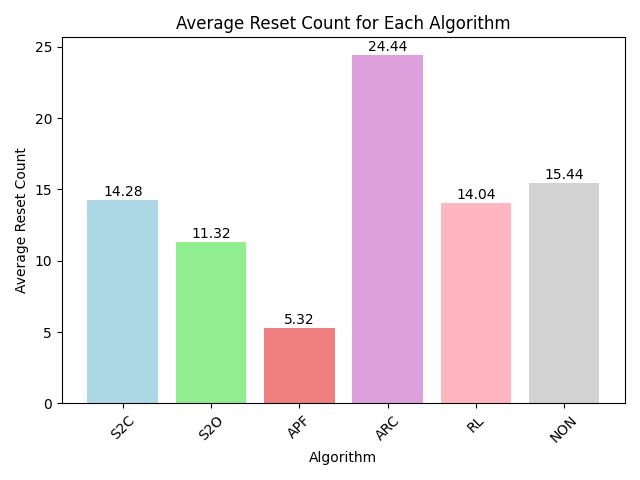 Average Reset Count for Each Algorithm
Average Reset Count
25
20
15
10
5
0
14.28
11.32
5.32
24.44
14.04
15.44
S2C
S2O
APF
ARC
RL
NON
Algorithm